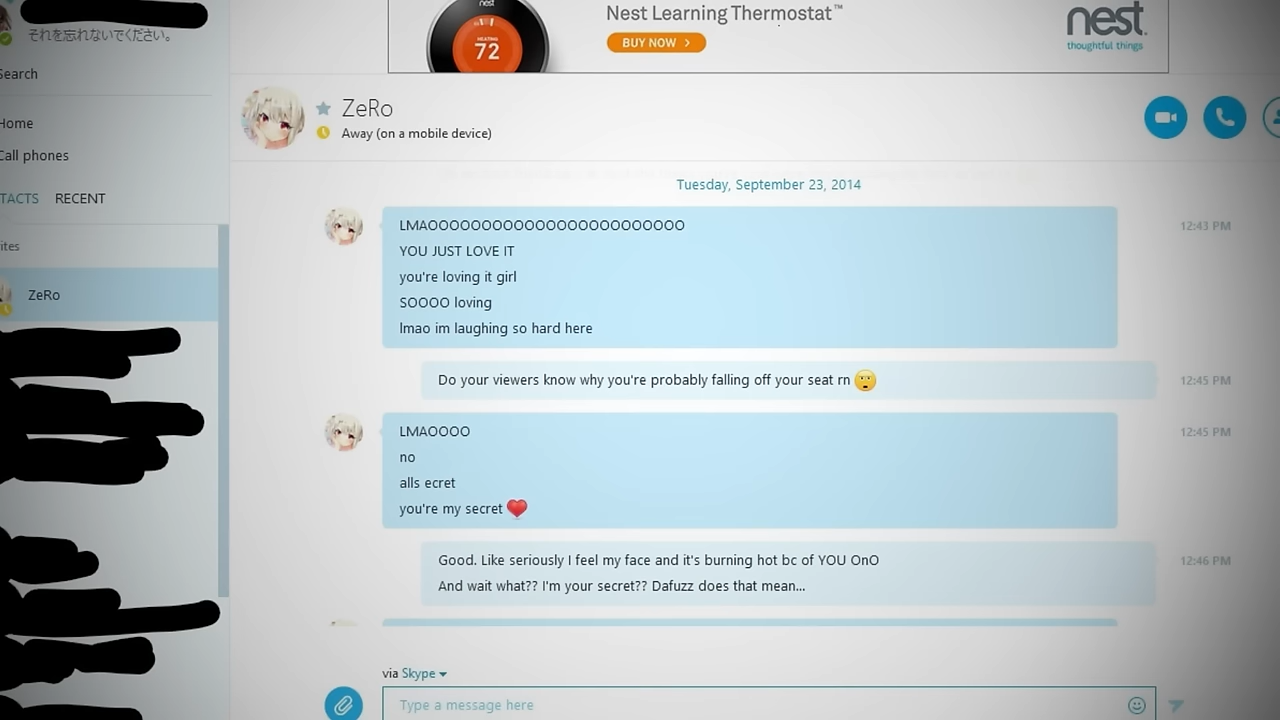 nest
HEATING
72
Nest Learning Thermostat™
BUY NOW >
nest.
thoughtful things
それを忘れないでください。
Search
Home
Call phones
TACTS RECENT
ites
ZeRo
ZeRo
Away (on a mobile device)
Tuesday, September 23, 2014
LMAOOOOOOOOOOOOOOOOOOOOOOOO
12:43 PM
YOU JUST LOVE IT
you're loving it girl
SOOOO loving
lmao im laughing so hard here
Do your viewers know why you're probably falling off your seat rn
12:45 PM
LMAOOOO
12:45 PM
no
alls ecret
you're my secret
Good. Like seriously I feel my face and it's burning hot bc of YOU OnO
12:46 PM
And wait what?? I'm your secret?? Dafuzz does that mean...
via Skype
Type a message here